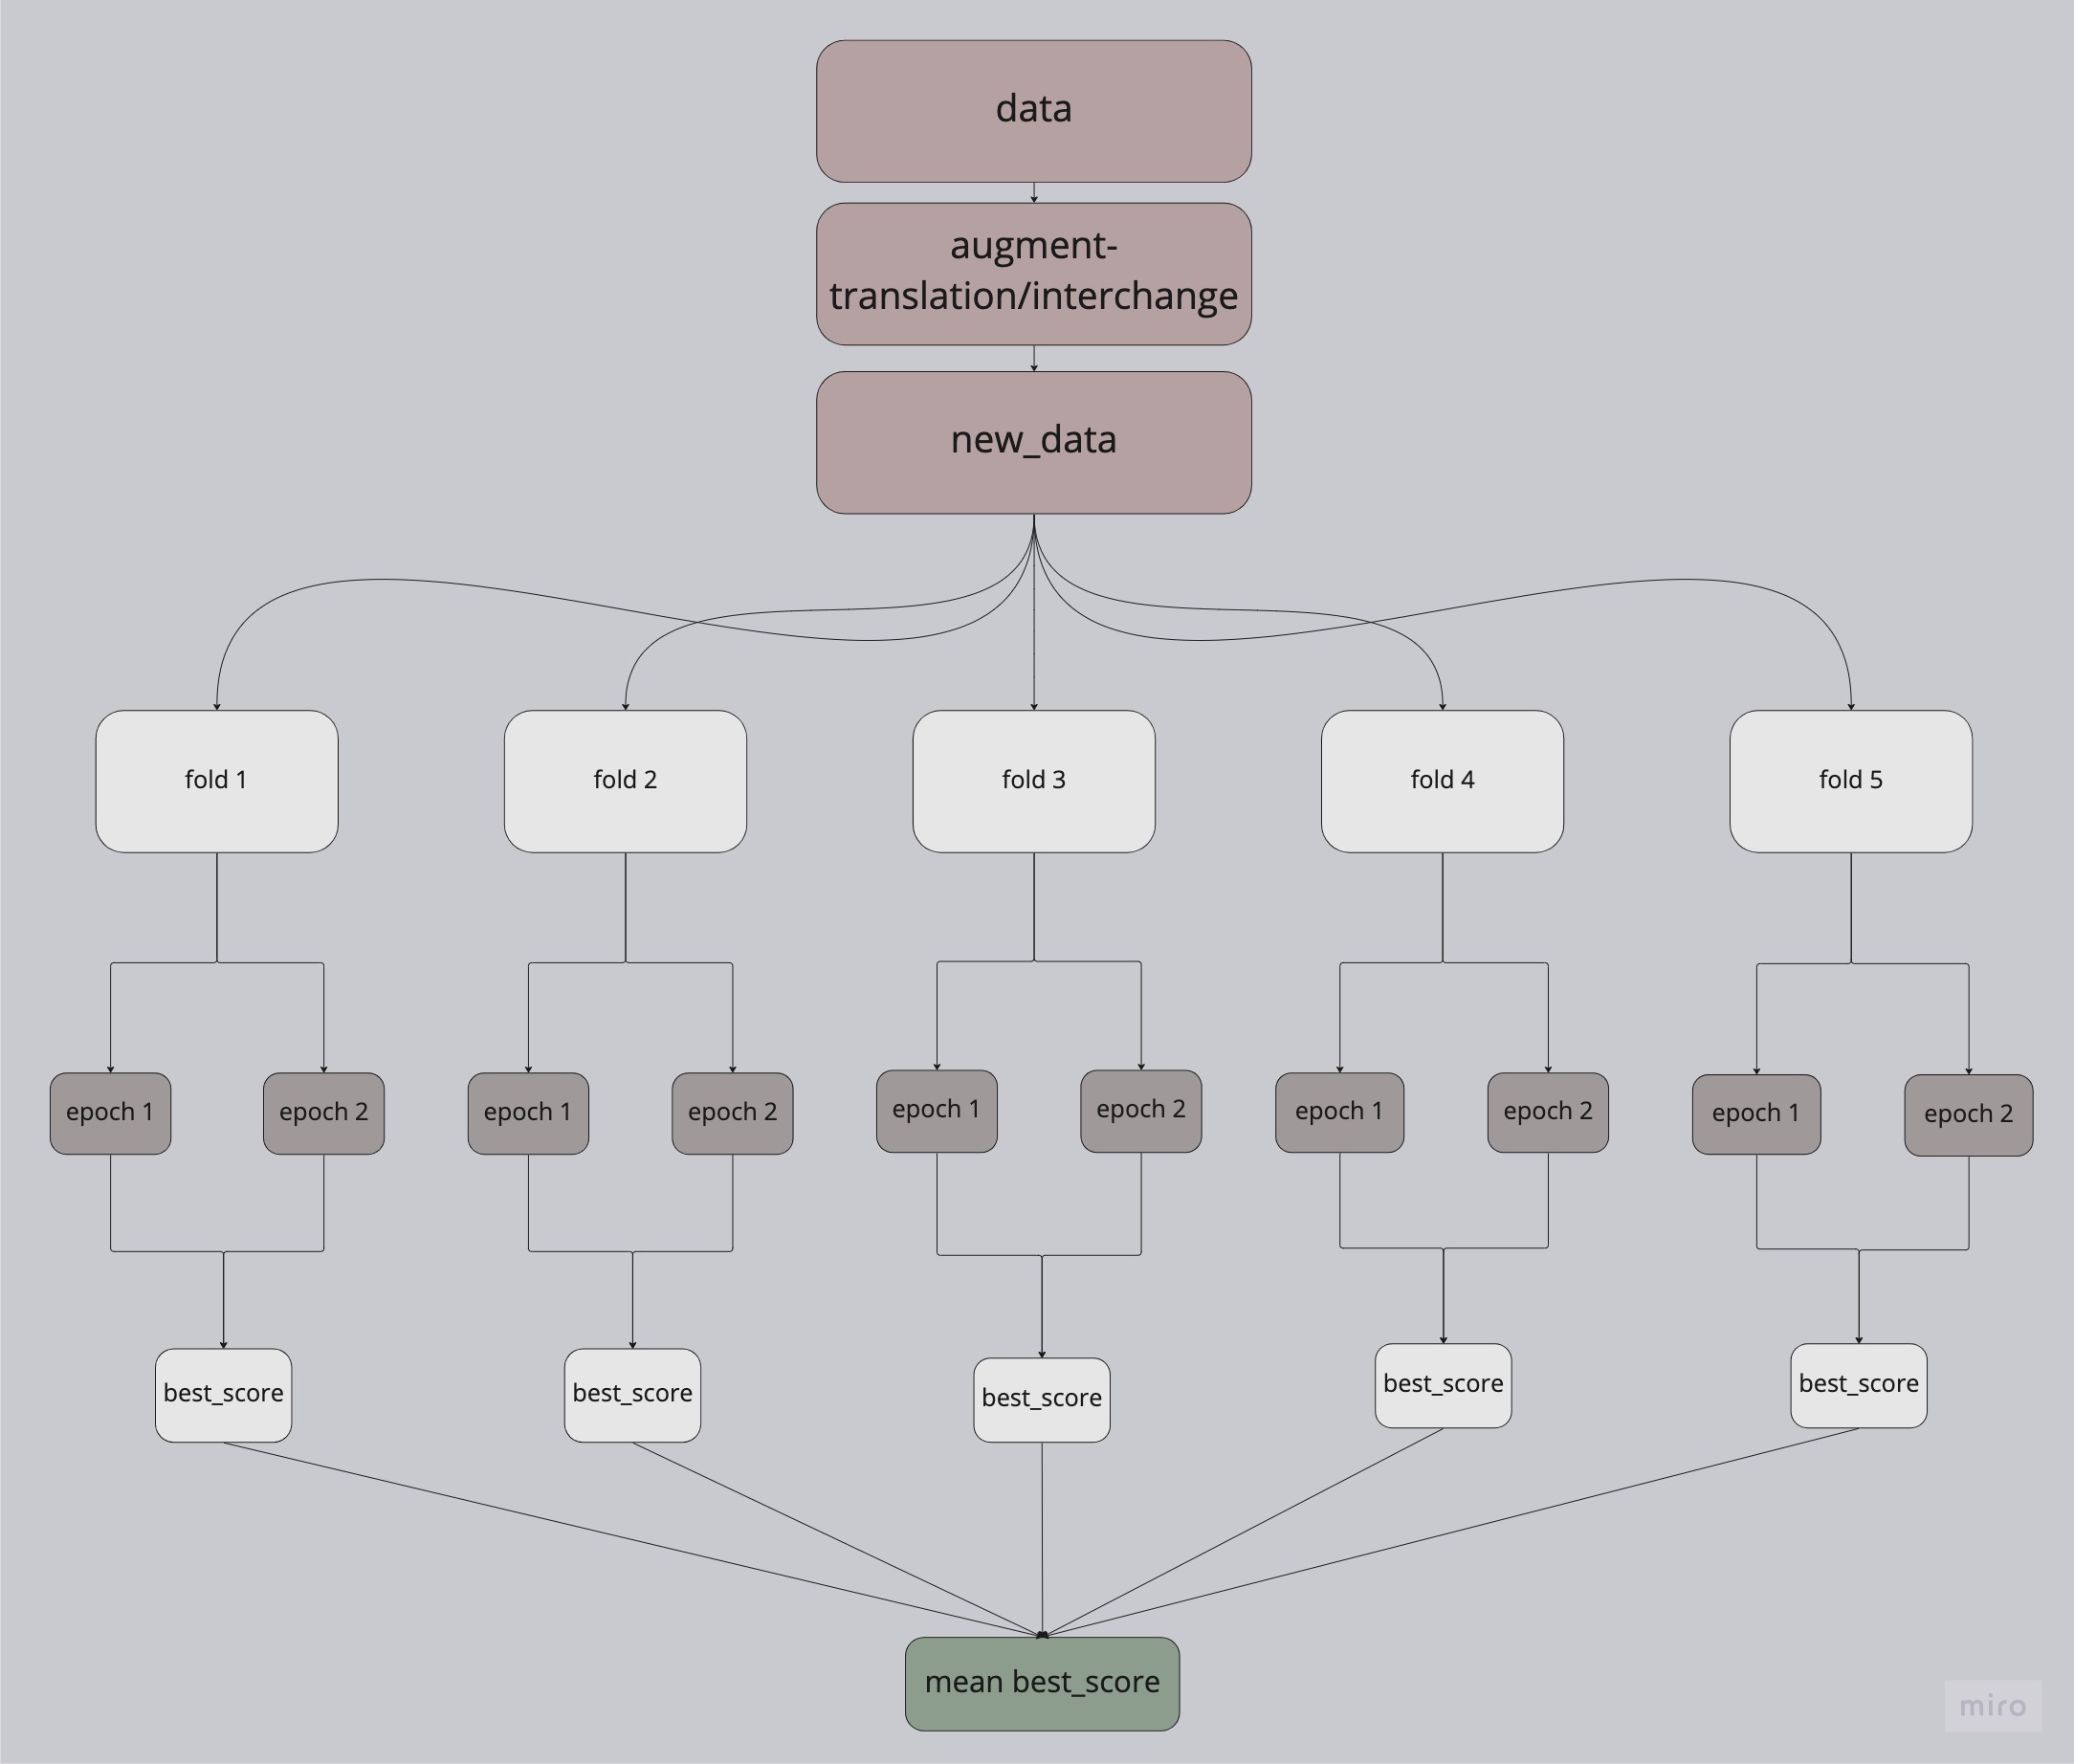 data
augment-
translation/interchange
new_data
fold 1
fold 2
fold 3
fold 4
fold 5
epoch 1
epoch 2
epoch 1
epoch 2
epoch 1
epoch 2
epoch 1
epoch 2
epoch 1
epoch 2
best_score
best_score
best_score
best_score
best_score
mean best_score
miro